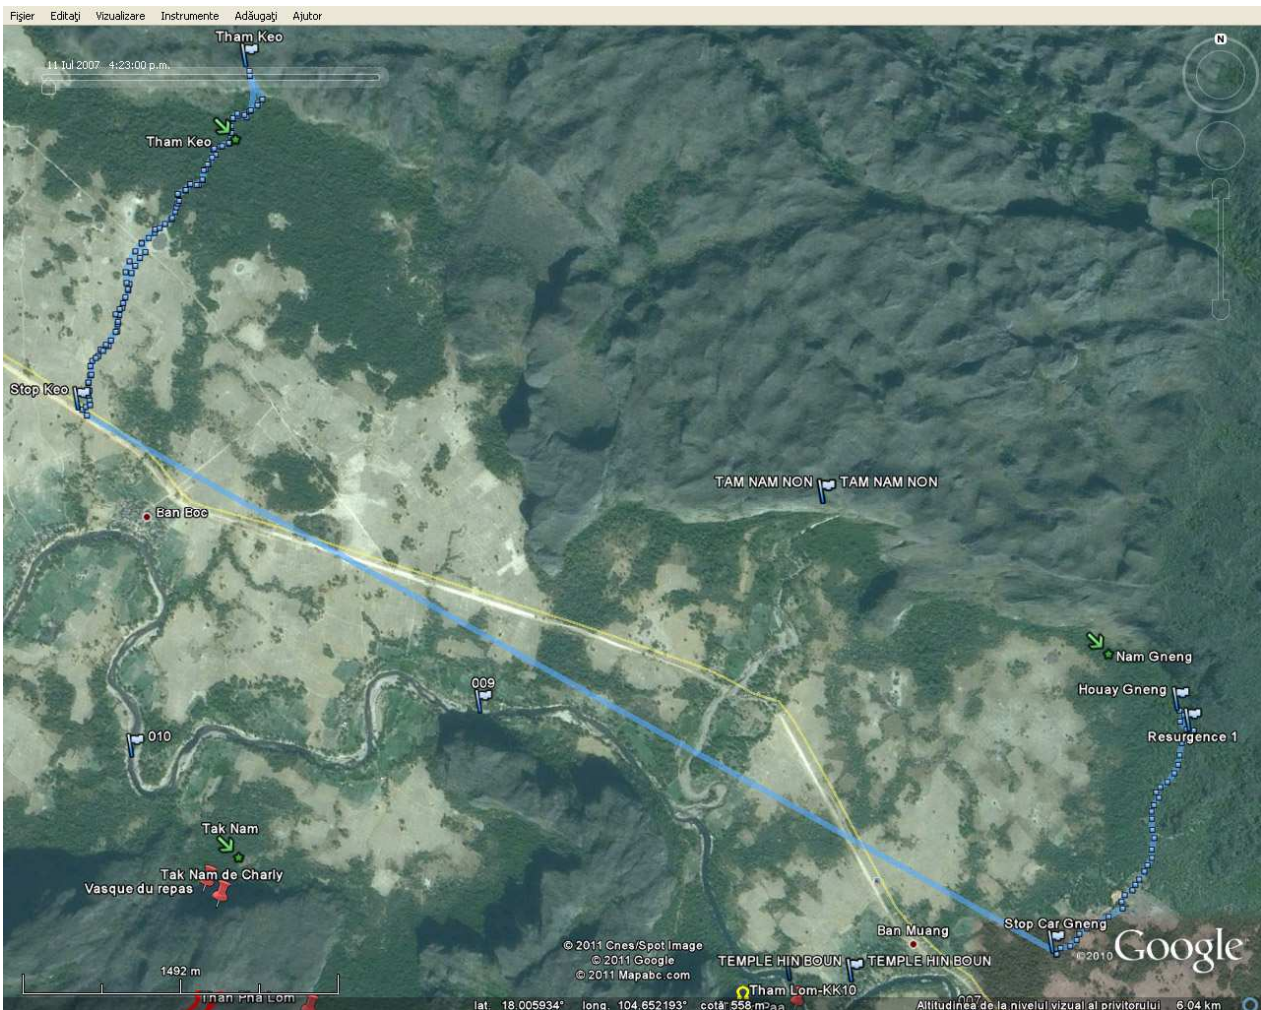 Fişier Editaţi Vizualizare Instrumente Adăugaţi Ajutor
N
Tham Keo
11 Iul 2007 4:23:00 p.m.
Tham Keo
Stop Keo
TAM NAM NON TAM NAM NON
Ban Boc
Nam Gneng
Houay Gneng
009
Resurgence 1
010
Tak Nam
Tak Nam de Charly
Vasque du repas
Stop Car Gneng
Ban Muang
© 2011 Cnes/Spot Image
© 2011 Google
© 2011 Mapabc.com
©2010 Google
TEMPLE HIN BOUN TEMPLE HIN BOUN
1492 m
Tham Lom-KK10
Than Pha Lom
007
lat. 18.005934° long. 104.652193° cotă 558 m
Altitudinea de la nivelul vizual al privitorului 6.04 km